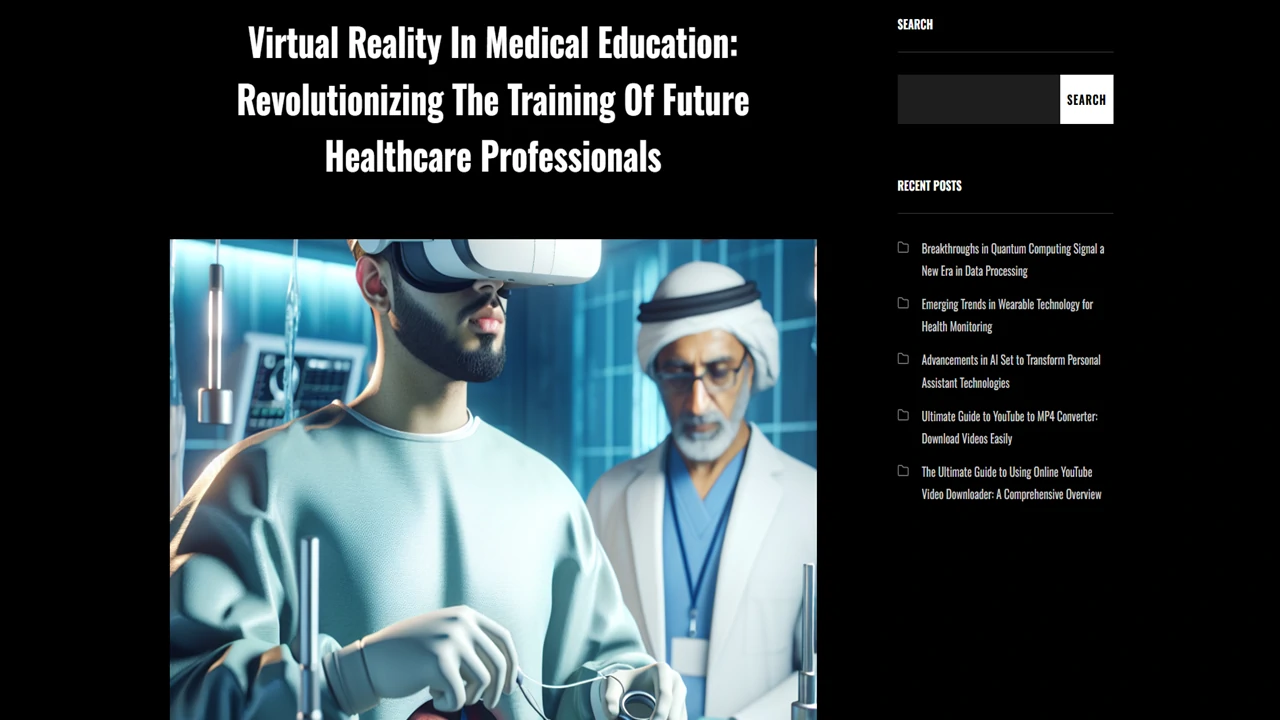 Virtual Reality In Medical Education:
Revolutionizing The Training Of Future
Healthcare Professionals
SEARCH
SEARCH
RECENT POSTS
Breakthroughs in Quantum Computing Signal a
New Era in Data Processing
Emerging Trends in Wearable Technology for
Health Monitoring
Advancements in AI Set to Transform Personal
Assistant Technologies
Ultimate Guide to YouTube to MP4 Converter:
Download Videos Easily
The Ultimate Guide to Using Online YouTube
Video Downloader: A Comprehensive Overview